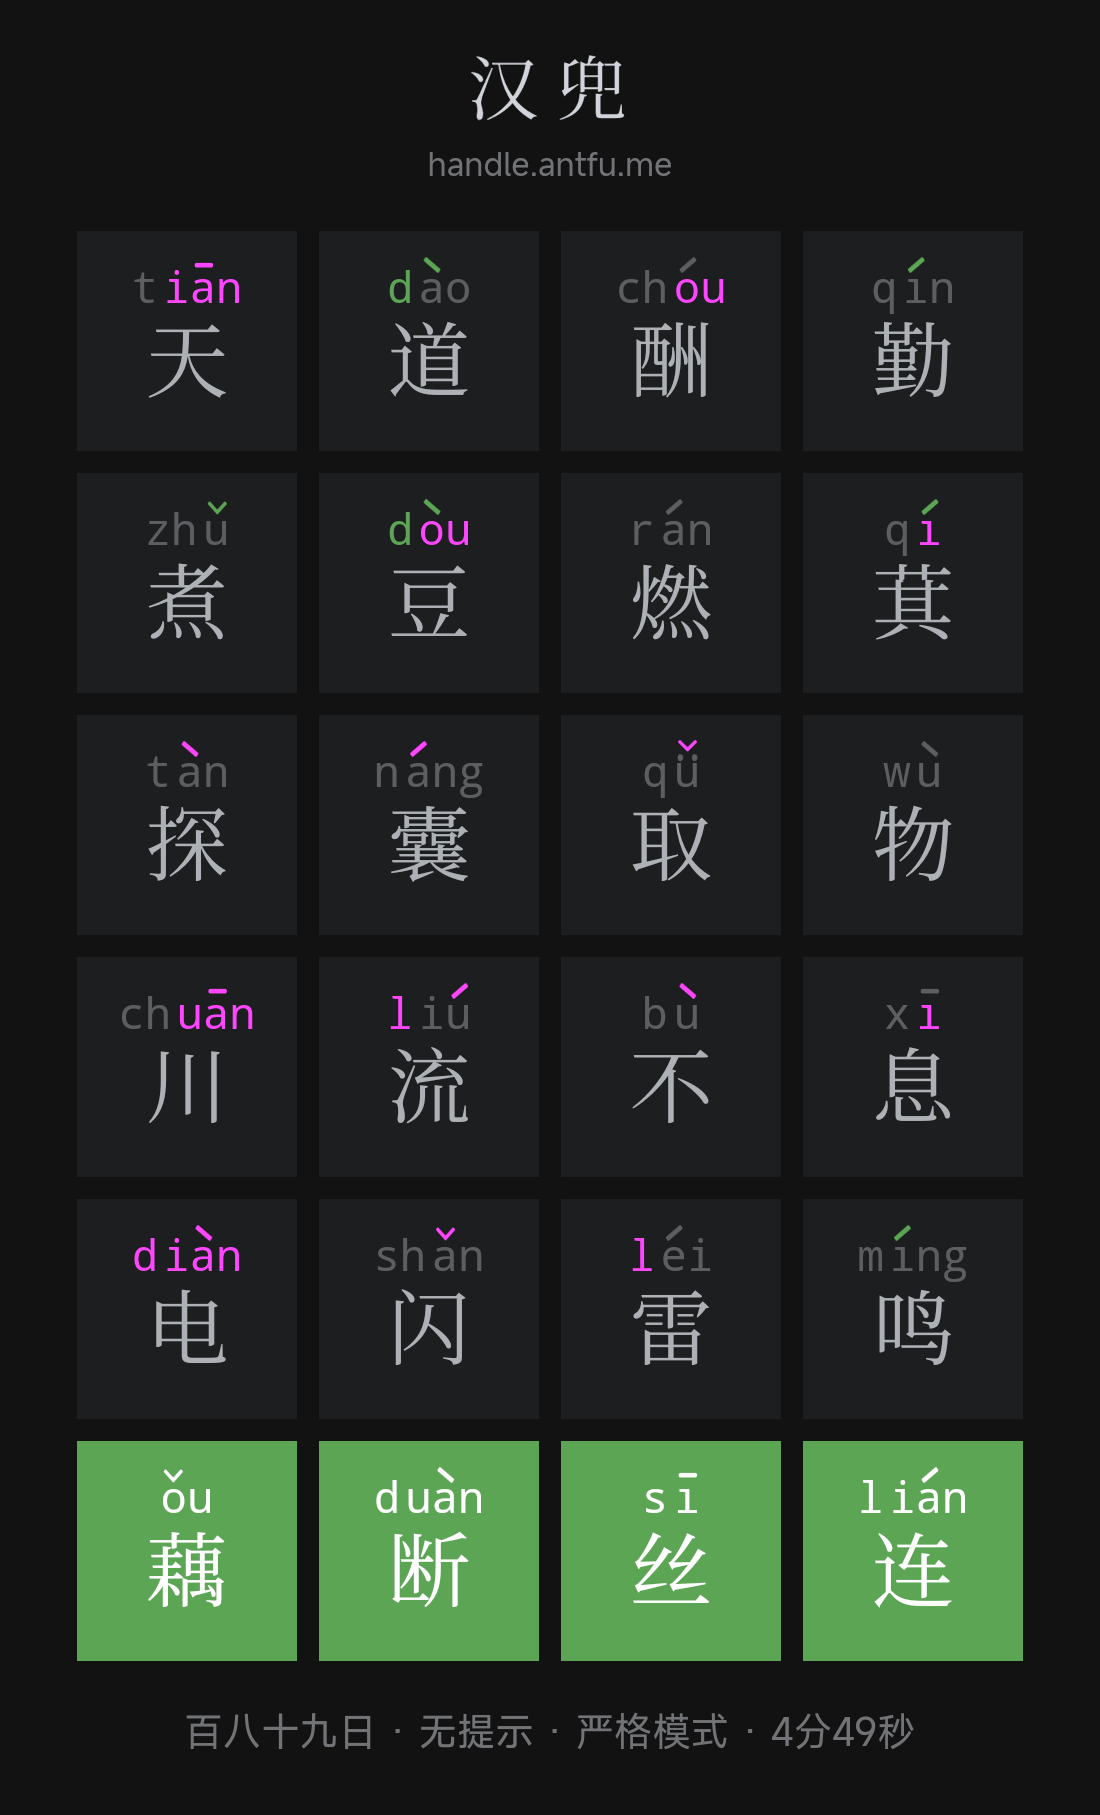 汉兜
handle.antfu.me
tiān dào chóu qín
天 道 酬 勤
zhǔ dòu rán qí
煮 豆 燃 萁
tàn náng qǚ wù
探 囊 取 物
chuān liú bù xī
川 流 不 息
diàn shǎn léi míng
电 闪 雷 鸣
ǒu duàn sī lián
藕 断 丝 连
百八十九日 · 无提示 · 严格模式 · 4分49秒